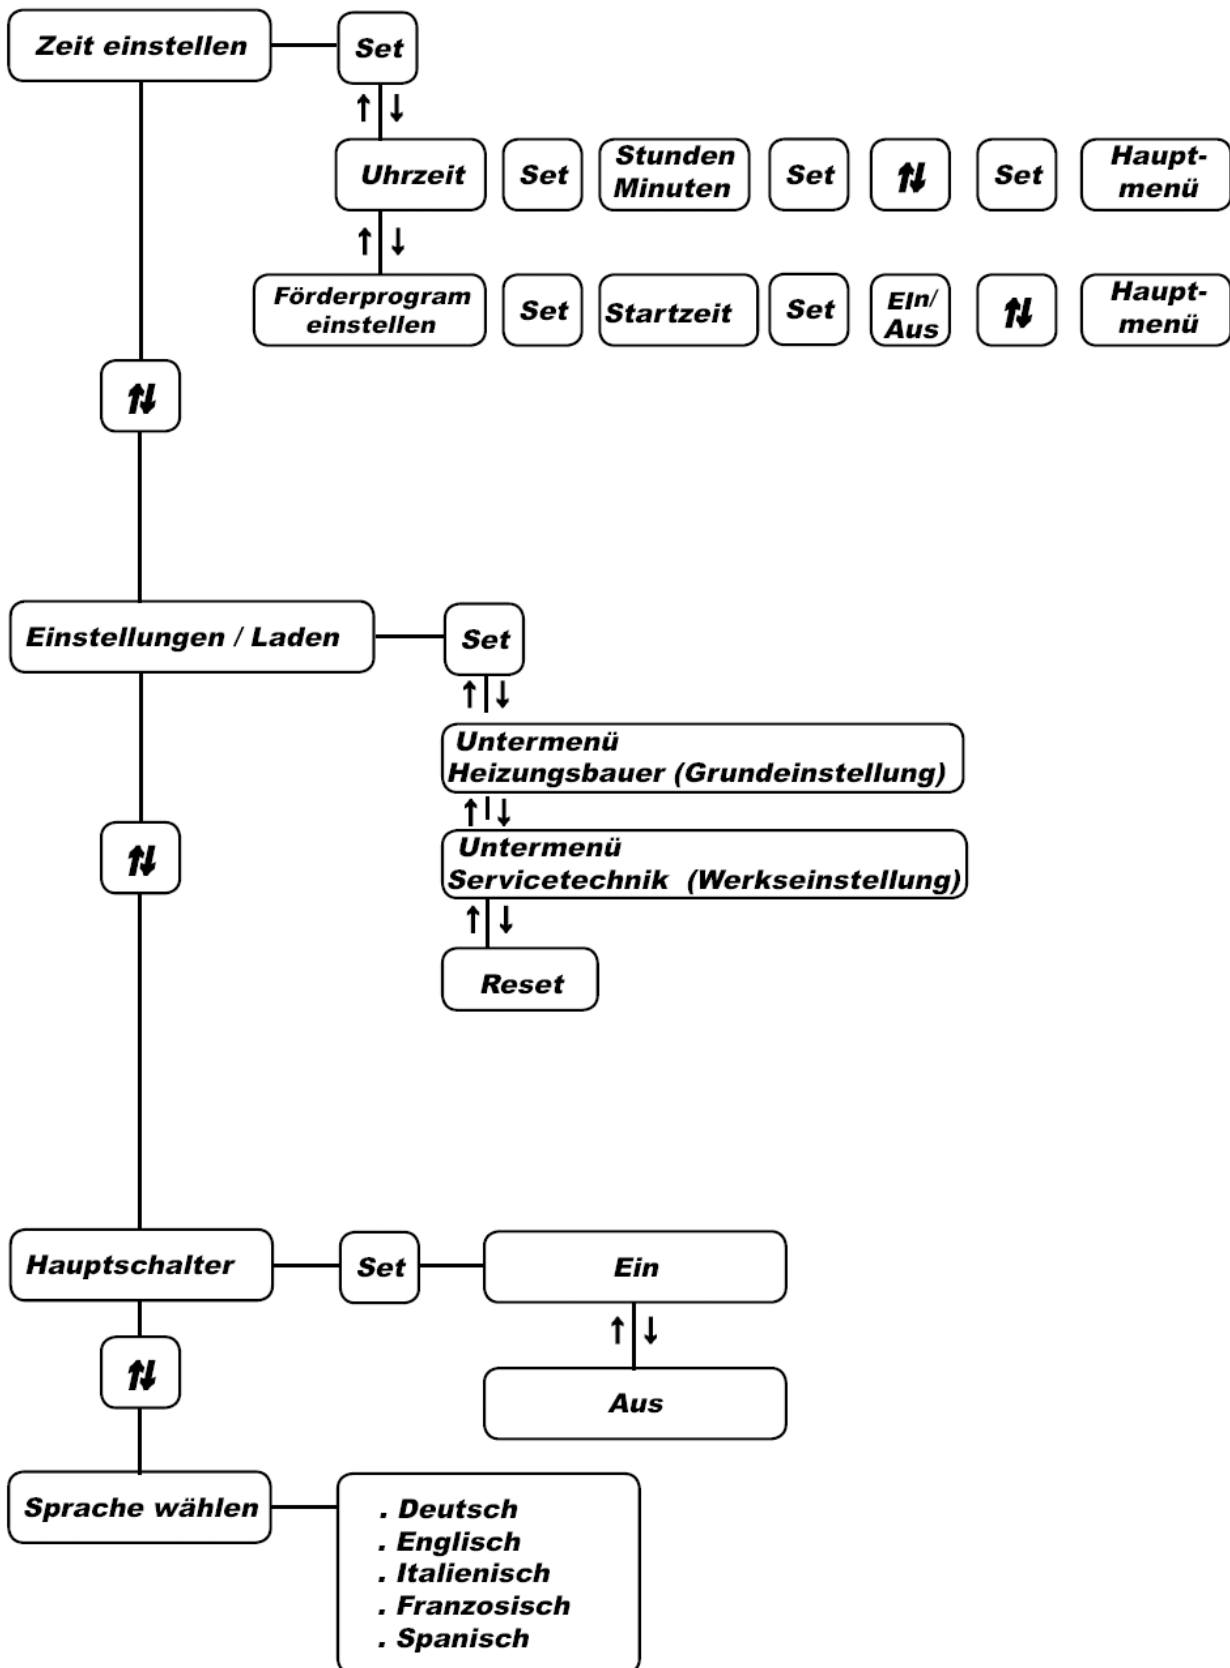 Zeit einstellen
Set
Uhrzeit
Set
Stunden
Minuten
Set
Set
Haupt-
menü
Förderprogram
einstellen
Set
Startzeit
Set
EIn/
Aus
Haupt-
menü
Einstellungen / Laden
Set
Untermenü
Heizungsbauer (Grundeinstellung)
Untermenü
Servicetechnik (Werkseinstellung)
Reset
Hauptschalter
Set
Ein
Aus
Sprache wählen
. Deutsch
. Englisch
. Italienisch
. Franzosisch
. Spanisch